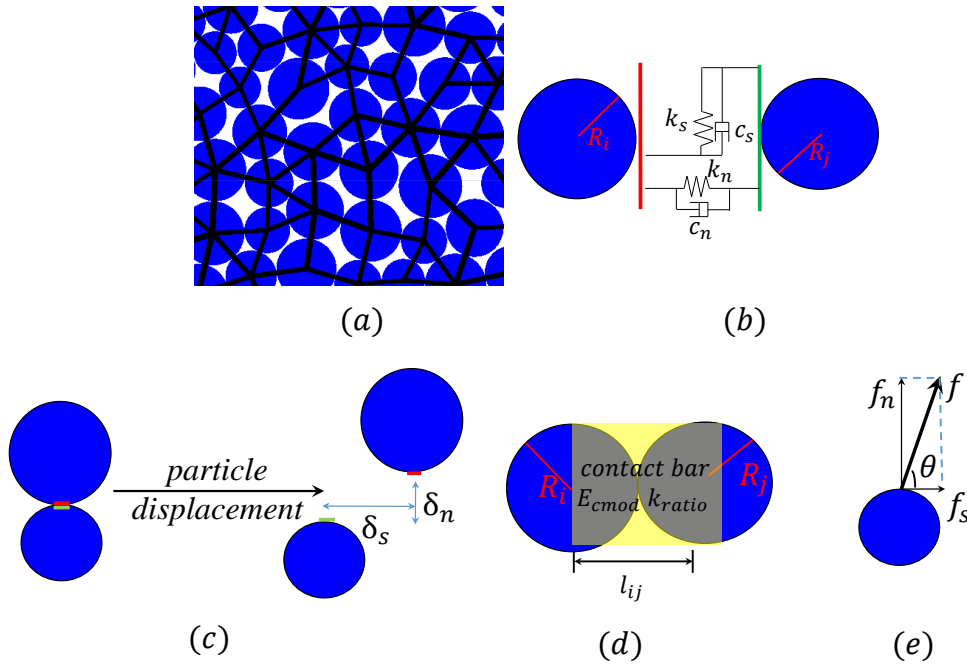 (a)
R_i
k_s
c_s
k_n
c_n
R_j
(b)
particle
displacement
δ_s
δ_n
(c)
contact bar
R_i
E_cmod k_ratio
R_j
l_ij
(d)
f_n
f
θ
f_s
(e)